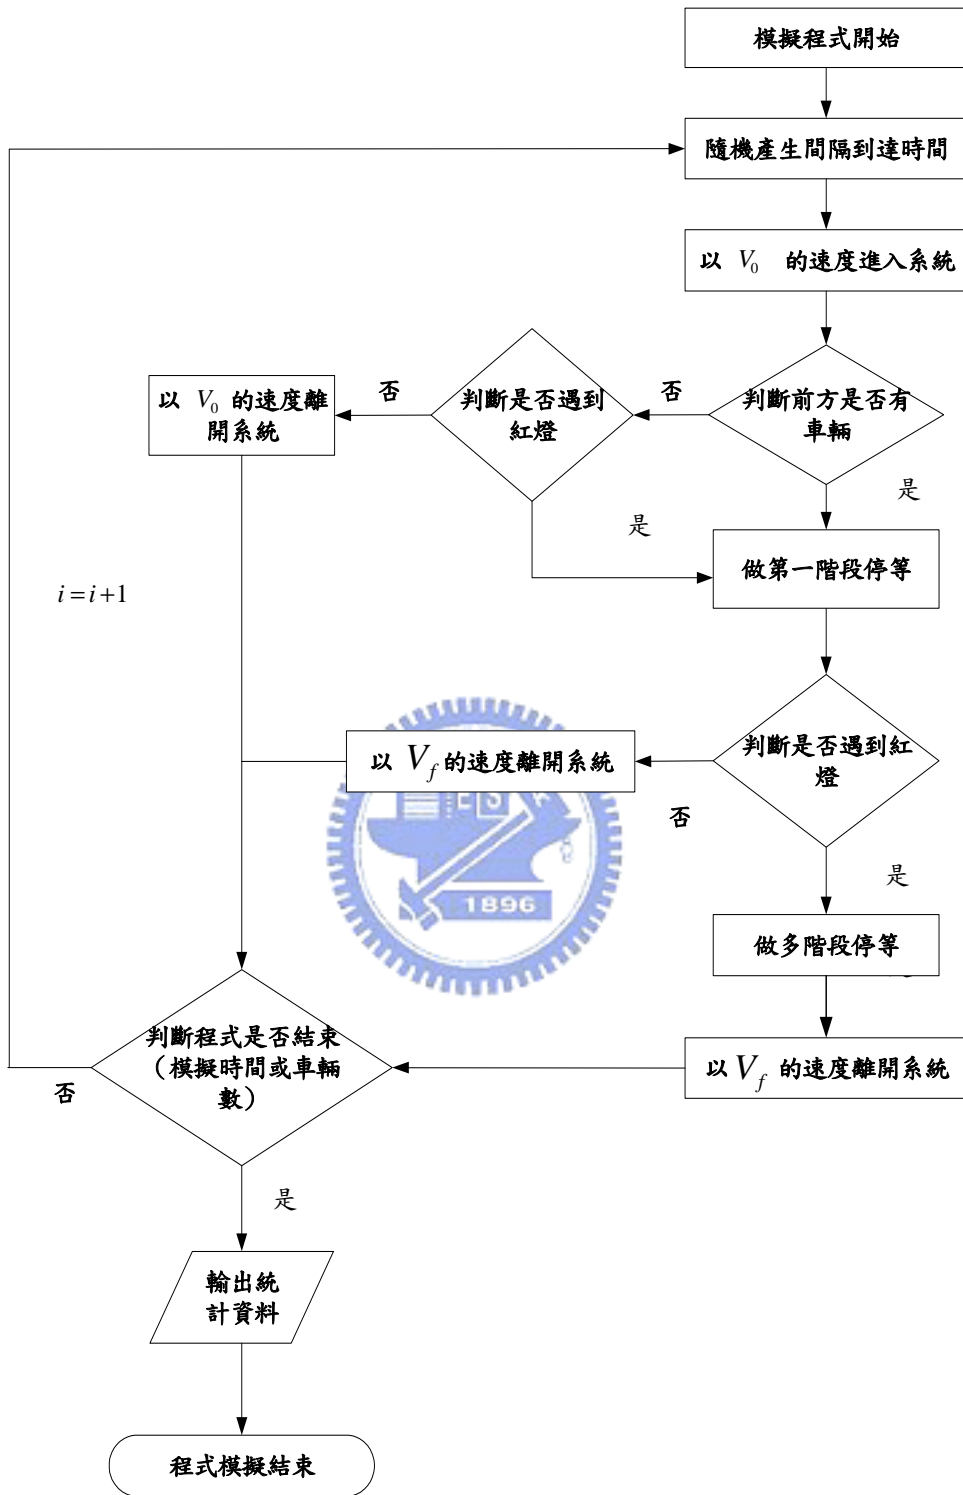 模擬程式開始
隨機產生間隔到達時間
以 V₀ 的速度進入系統
判斷前方是否有
車輛
否
是
判斷是否遇到
紅燈
否
是
以 V₀ 的速度離
開系統
做第一階段停等
i=i+1
判斷是否遇到紅
燈
否
是
以 V_f 的速度離開系統
ES
1896
做多階段停等
以 V_f 的速度離開系統
判斷程式是否結束
（模擬時間或車輛
數）
否
是
輸出統
計資料
程式模擬結束